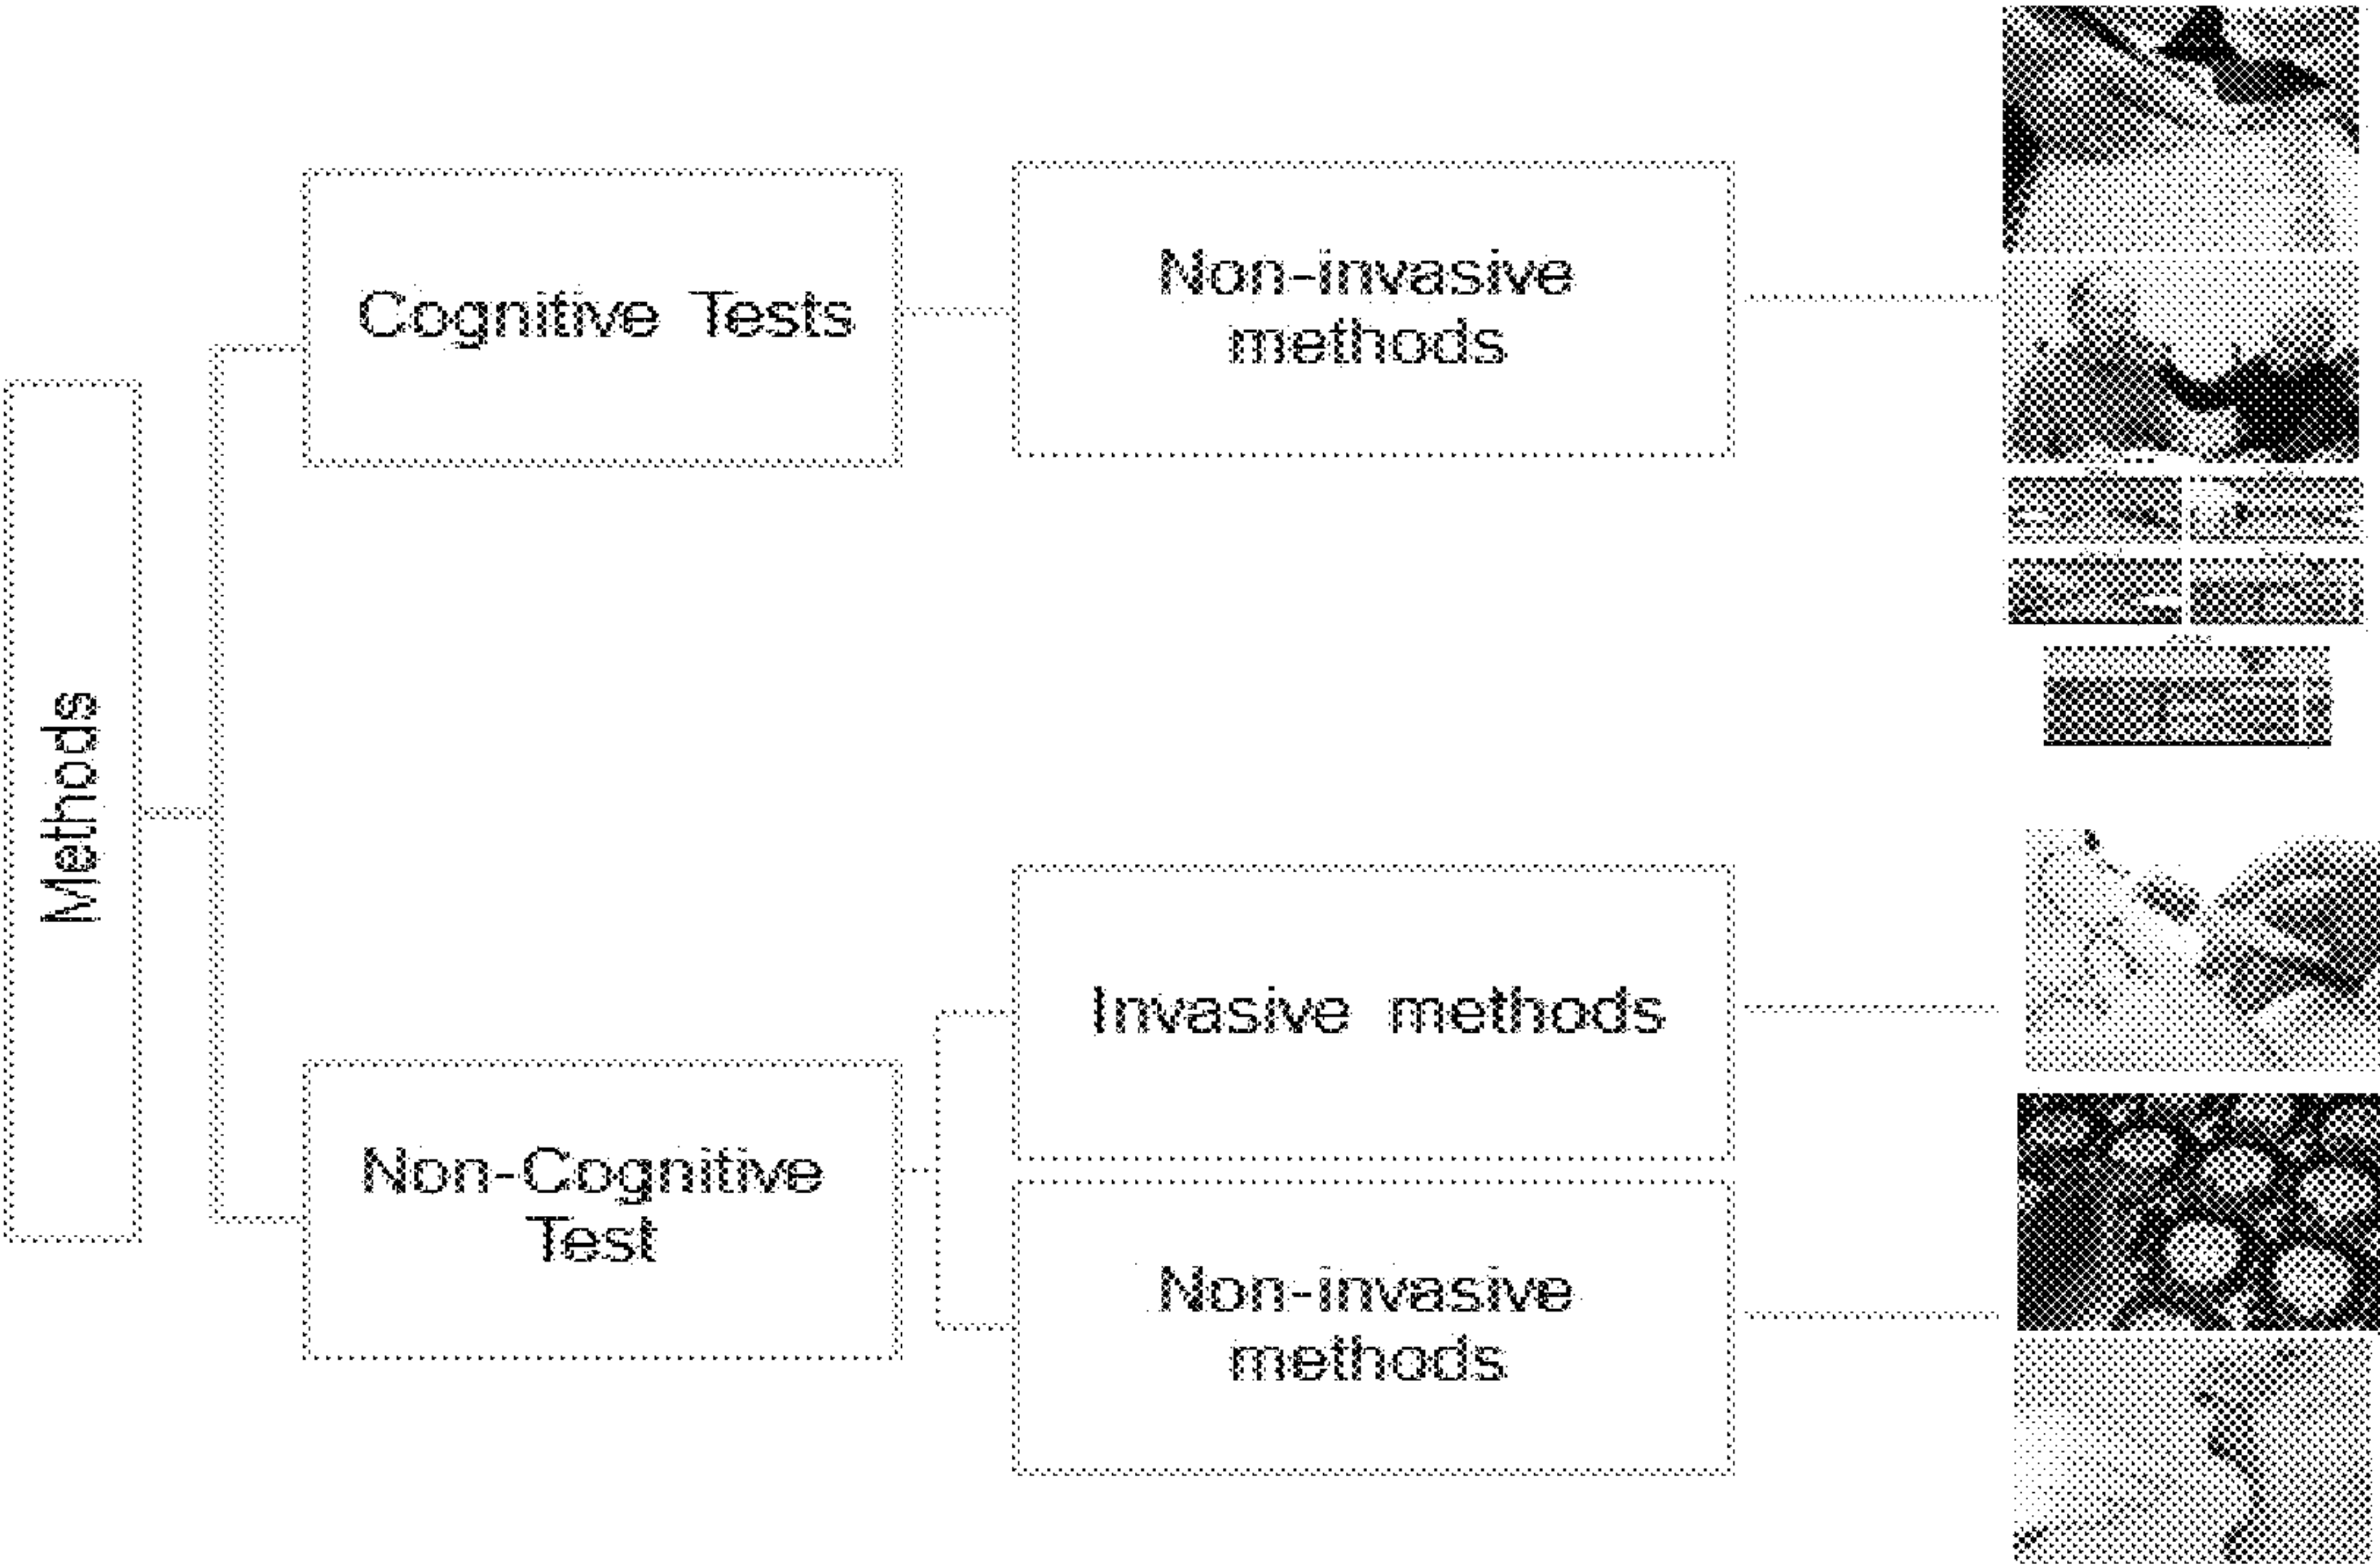 Methods
Cognitive Tests
Non-invasive
methods
Non-Cognitive
Test
Invasive methods
Non-invasive
methods